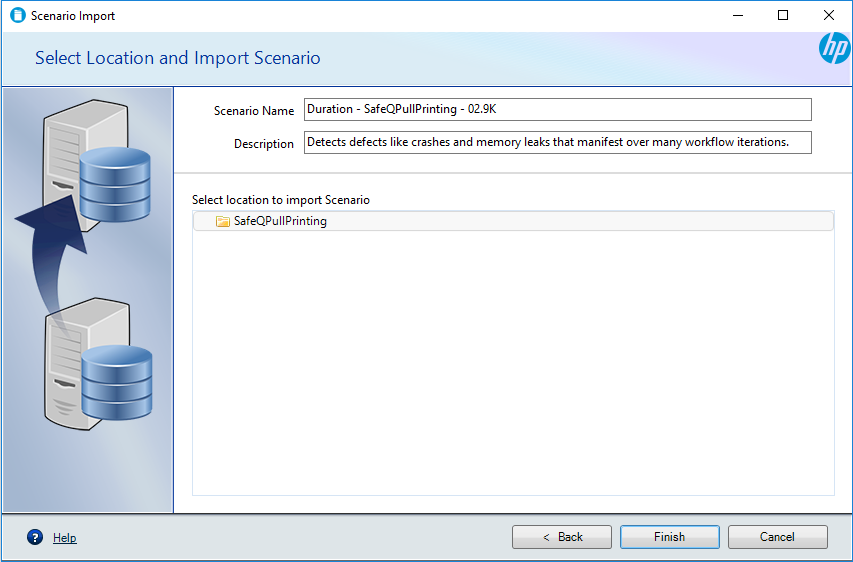 Scenario Import
Select Location and Import Scenario
hp
Scenario Name Duration - SafeQPullPrinting - 02.9K
Description Detects defects like crashes and memory leaks that manifest over many workflow iterations.
Select location to import Scenario
SafeQPullPrinting
? Help
< Back Finish Cancel